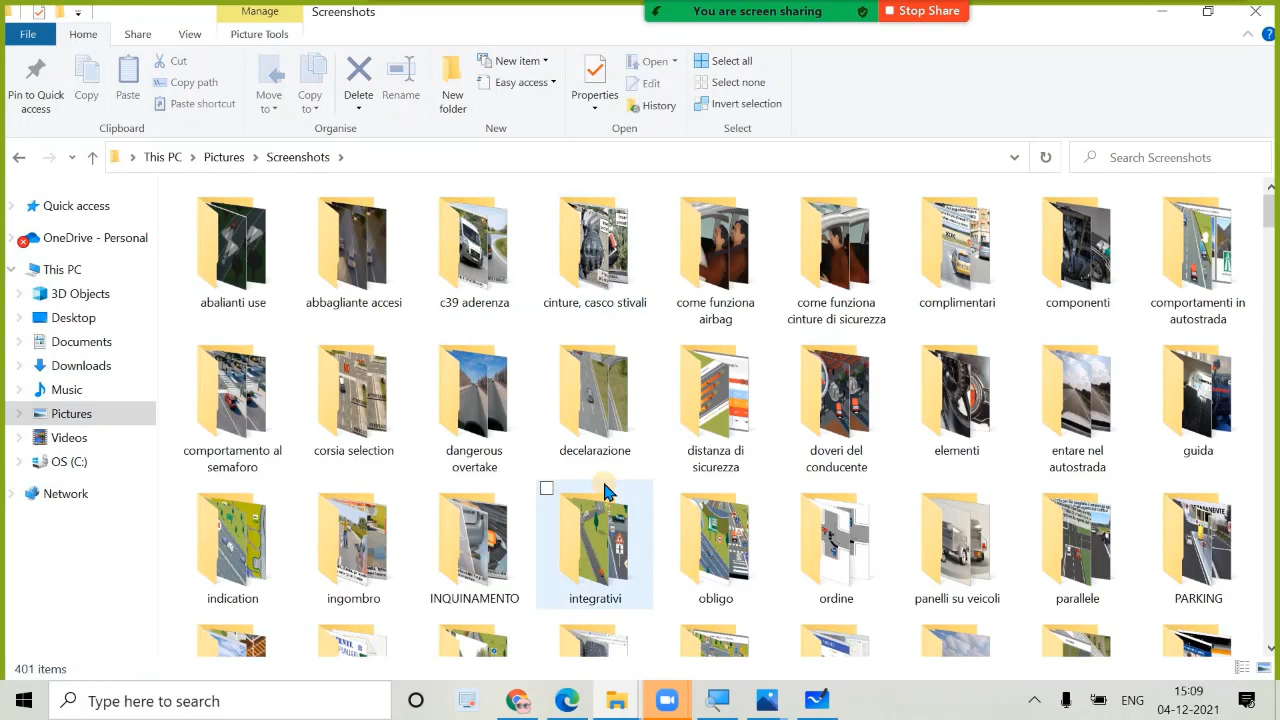 Manage
Screenshots
You are screen sharing
Stop Share
File
Home
Share
View
Picture Tools
Pin to Quick access
Copy
Paste
Cut
Copy path
Paste shortcut
Move to
Copy to
Delete
Rename
New folder
New item
Easy access
Properties
Open
Edit
History
Select all
Select none
Invert selection
Clipboard
Organise
New
Open
Select
This PC
Pictures
Screenshots
Search Screenshots
Quick access
OneDrive - Personal
This PC
3D Objects
Desktop
Documents
Downloads
Music
Pictures
Videos
OS (C:)
Network
abalianti use
abbagliante accesi
c39 aderenza
cinture, casco stivali
come funziona airbag
come funziona cinture di sicurezza
complimentari
componenti
comportamenti in autostrada
comportamento al semaforo
corsia selection
dangerous overtake
decelarazione
distanza di sicurezza
doveri del conducente
elementi
entare nel autostrada
guida
indication
ingombro
INQUINAMENTO
integrativi
obligo
ordine
panelli su veicoli
parallele
PARKING
401 items
Type here to search
ENG
15:09
04-12-2021